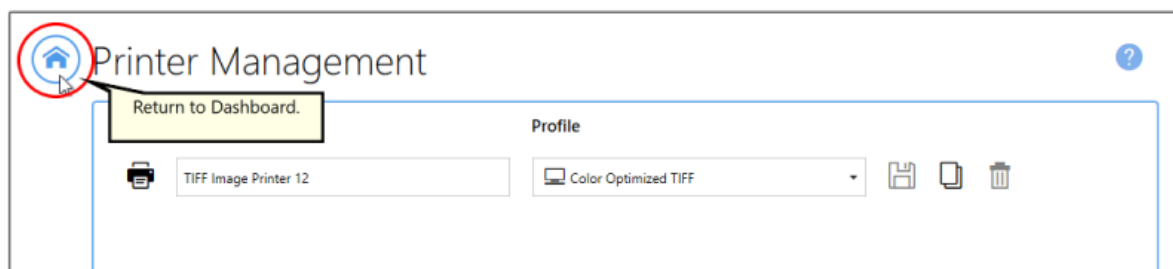 Printer Management
?
Return to Dashboard.
Profile
TIFF Image Printer 12
Color Optimized TIFF